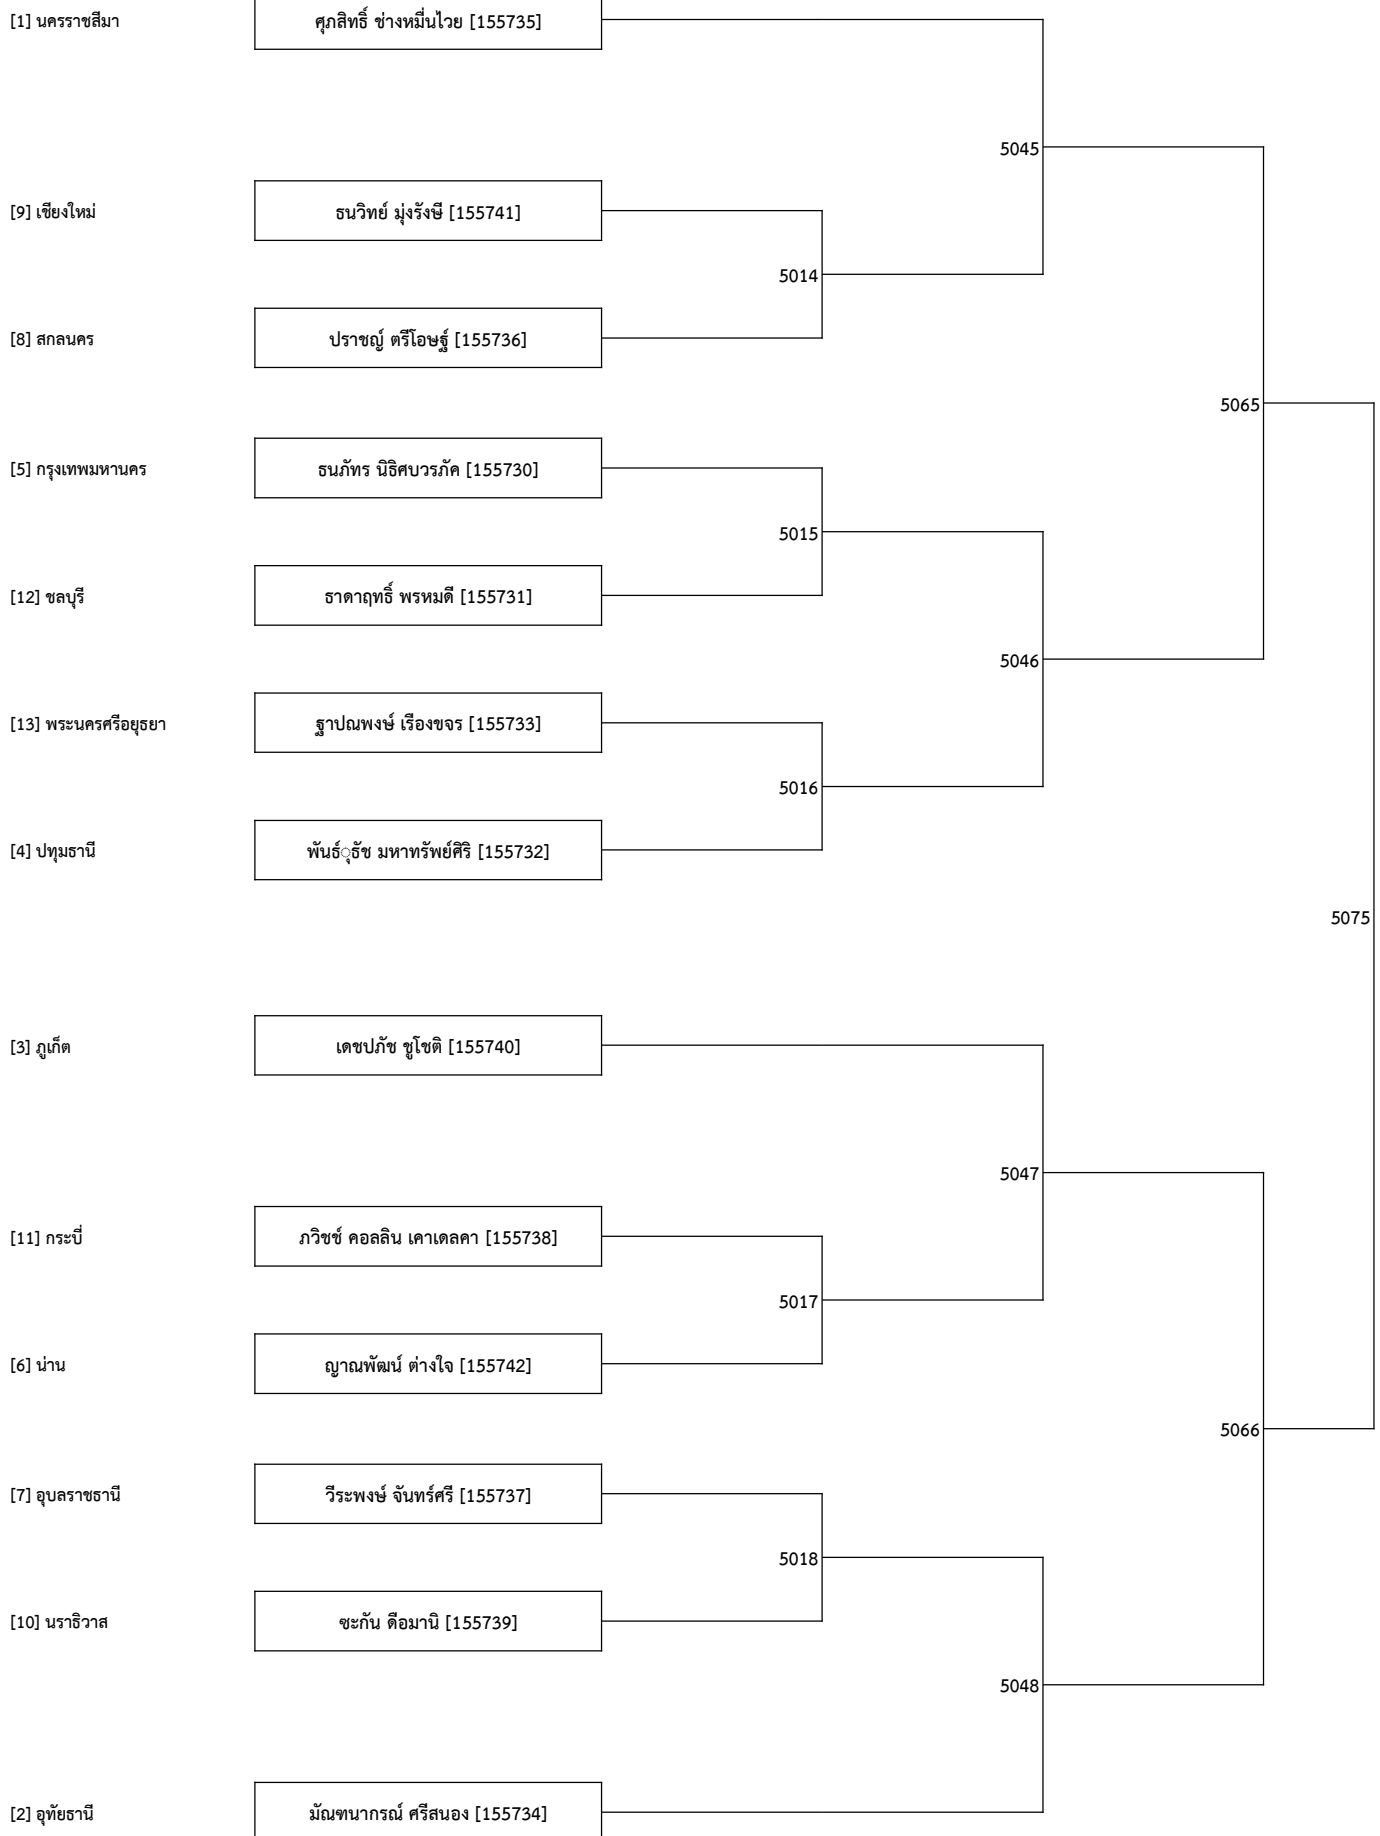 [1] นครราชสีมา ศุภสิทธิ์ ช่างหมื่นไวย [155735]
5045
[9] เชียงใหม่ ธนวิทย์ มุ่งรังษี [155741]
5014
[8] สกลนคร ปราชญ์ ตรีโอษฐ์ [155736]
5065
[5] กรุงเทพมหานคร ธนภัทร นิธิศบวรภัค [155730]
5015
[12] ชลบุรี ธาดาฤทธิ์ พรหมดี [155731]
5046
[13] พระนครศรีอยุธยา ฐาปณพงษ์ เรืองขจร [155733]
5016
[4] ปทุมธานี พันธ์ุธัช มหาทรัพย์ศิริ [155732]
5075
[3] ภูเก็ต เดชปภัช ชูโชติ [155740]
5047
[11] กระบี่ ภวิชช์ คอลลิน เคาเดลคา [155738]
5017
[6] น่าน ญาณพัฒน์ ต่างใจ [155742]
5066
[7] อุบลราชธานี วีระพงษ์ จันทร์ศรี [155737]
5018
[10] นราธิวาส ซะกัน ดือมานิ [155739]
5048
[2] อุทัยธานี มัณฑนากรณ์ ศรีสนอง [155734]